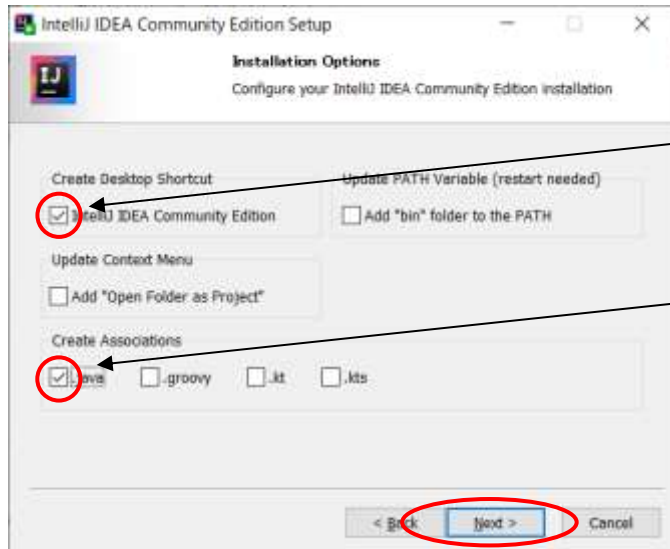 IntelliJ IDEA Community Edition Setup
IJ
Installation Options
Configure your IntelliJ IDEA Community Edition installation
Create Desktop Shortcut
Update PATH Variable (restart needed)
IntelliJ IDEA Community Edition
Add "bin" folder to the PATH
Update Context Menu
Add "Open Folder as Project"
Create Associations
.java .groovy .kt .kts
< Back Next > Cancel